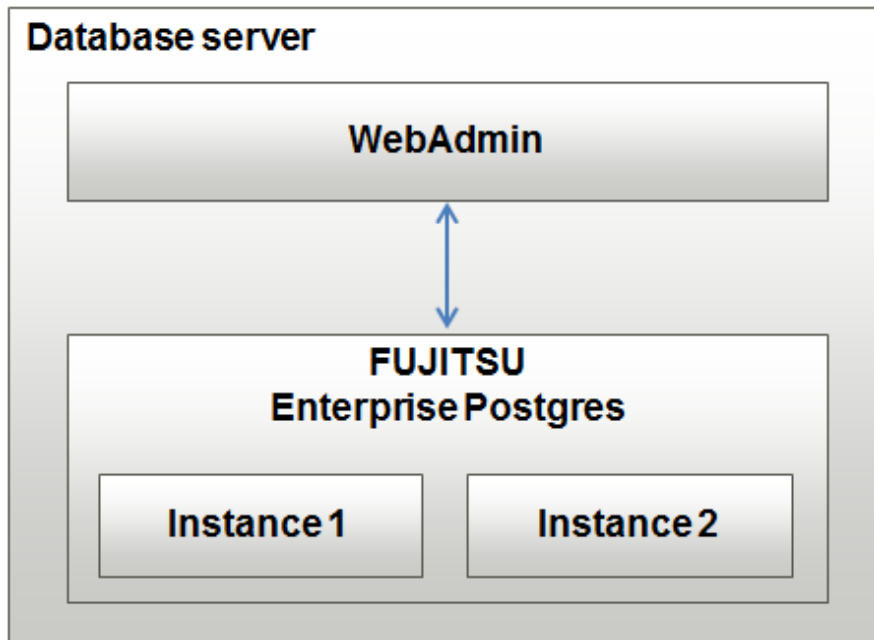 Database server
WebAdmin
FUJITSU
Enterprise Postgres
Instance 1
Instance 2